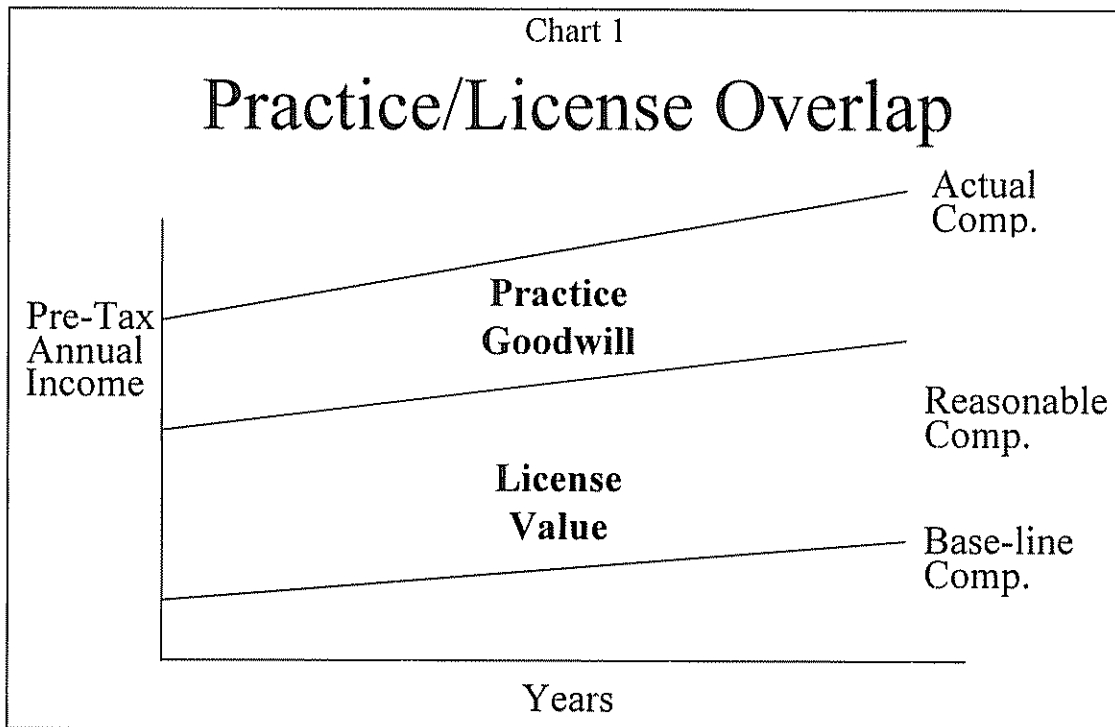 Chart 1
Practice/License Overlap
Actual
Comp.
Practice
Goodwill
Pre-Tax
Annual
Income
Reasonable
Comp.
License
Value
Base-line
Comp.
Years